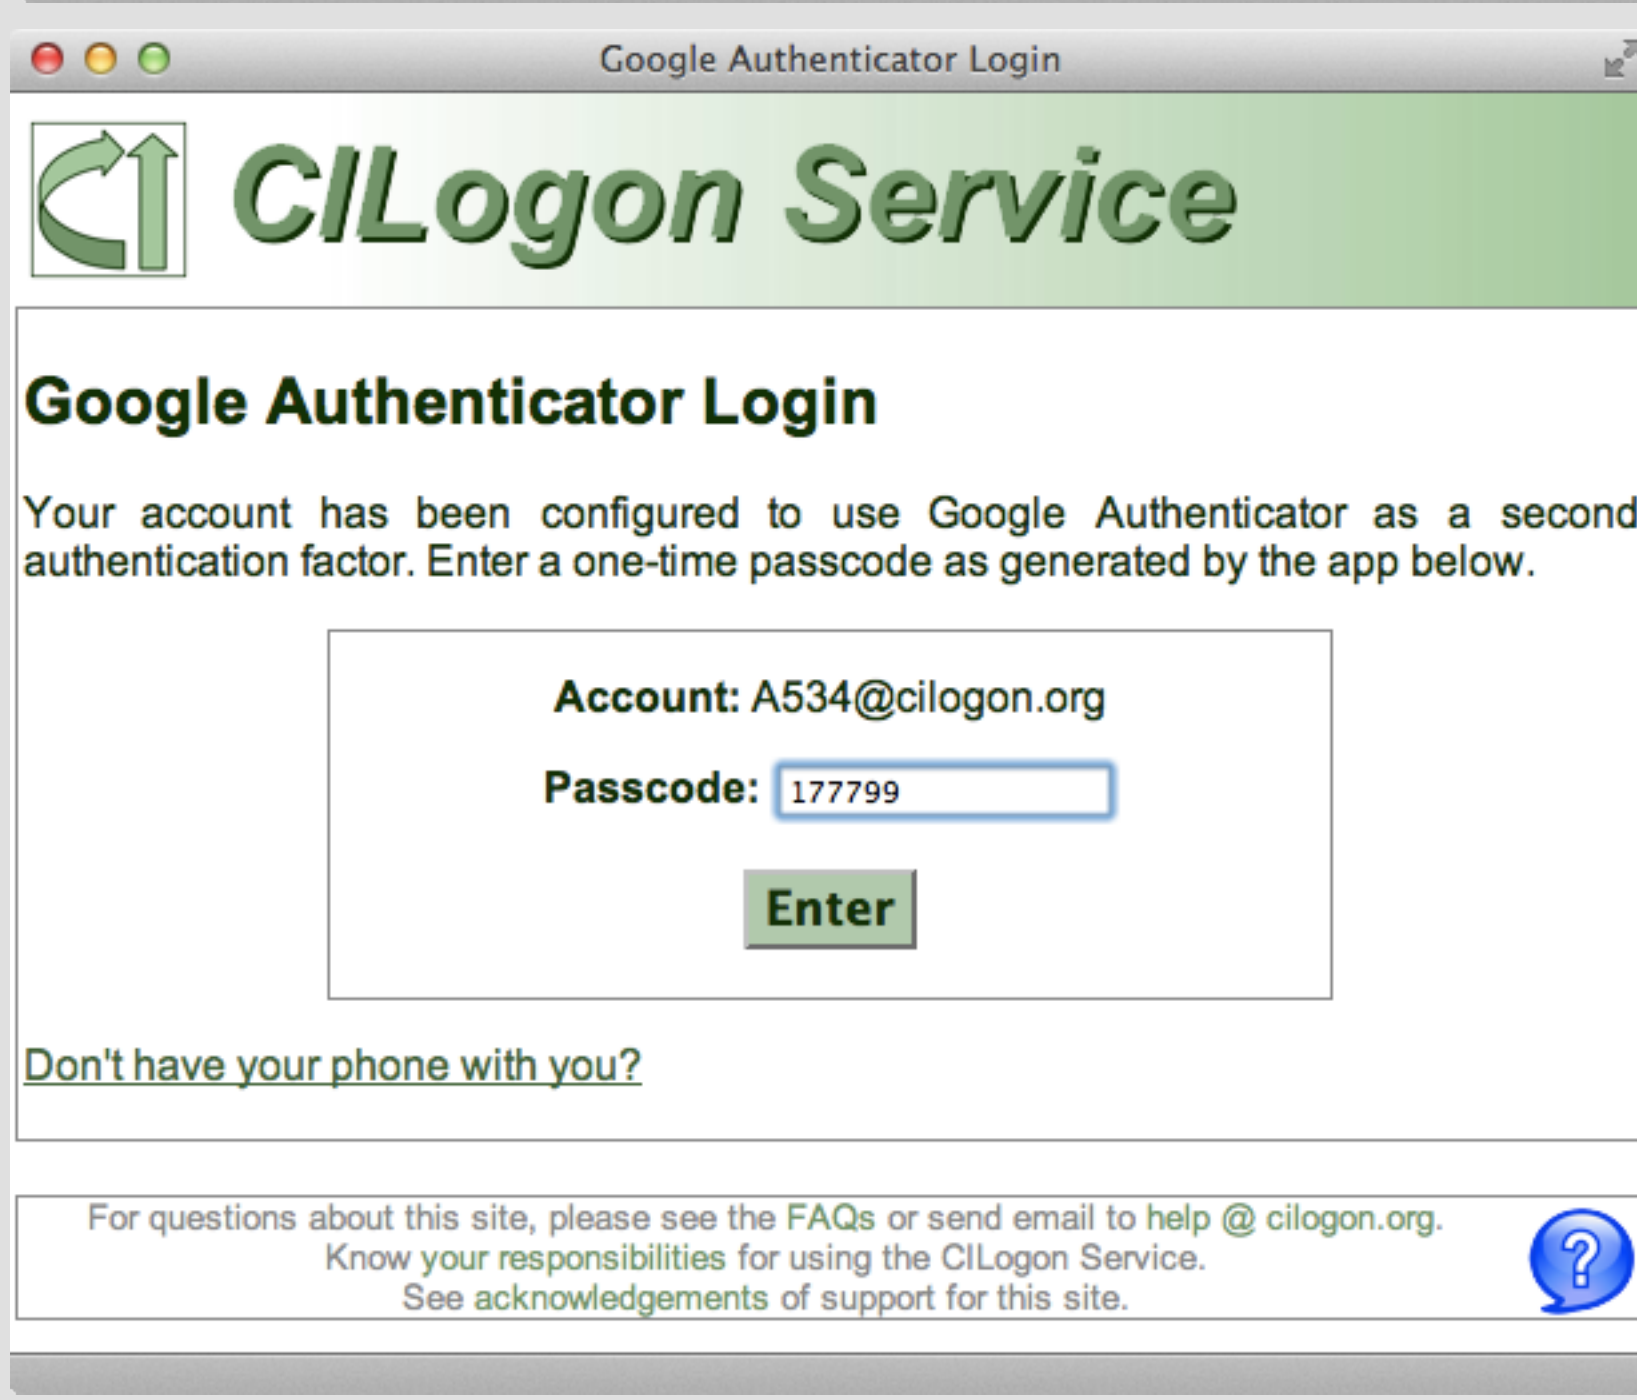 Google Authenticator Login
CILogon Service
Google Authenticator Login
Your account has been configured to use Google Authenticator as a second
authentication factor. Enter a one-time passcode as generated by the app below.
Account: A534@cilogon.org
Passcode: 177799
Enter
Don't have your phone with you?
For questions about this site, please see the FAQs or send email to help @ cilogon.org.
Know your responsibilities for using the CILogon Service.
See acknowledgements of support for this site.